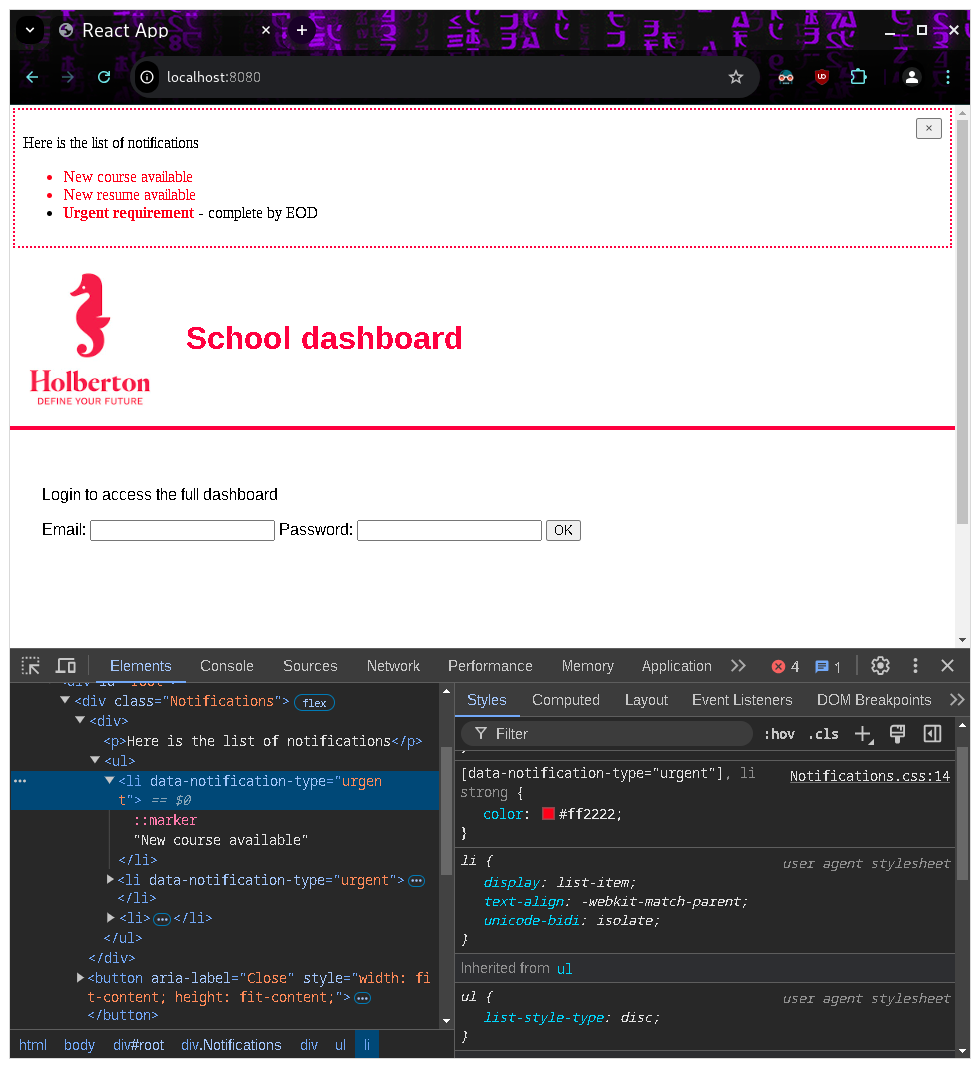 React App
localhost:8080
Here is the list of notifications
×
New course available
New resume available
Urgent requirement - complete by EOD
School dashboard
Holberton
DEFINE YOUR FUTURE
Login to access the full dashboard
Email: Password: OK
Elements Console Sources Network Performance Memory Application 4 1
<div class="Notifications"> flex
<div>
<p>Here is the list of notifications</p>
<ul>
<li data-notification-type="urgen
t"> == $0
::marker
"New course available"
</li>
<li data-notification-type="urgent">
</li>
<li> </li>
</ul>
</div>
<button aria-label="Close" style="width: fi
t-content; height: fit-content;">
</button>
html body div#root div.Notifications div ul li
Styles Computed Layout Event Listeners DOM Breakpoints
Filter :hov .cls
}
[data-notification-type="urgent"], li Notifications.css:14
strong {
color: #ff2222;
}
li { user agent stylesheet
display: list-item;
text-align: -webkit-match-parent;
unicode-bidi: isolate;
}
Inherited from ul
ul { user agent stylesheet
list-style-type: disc;
}